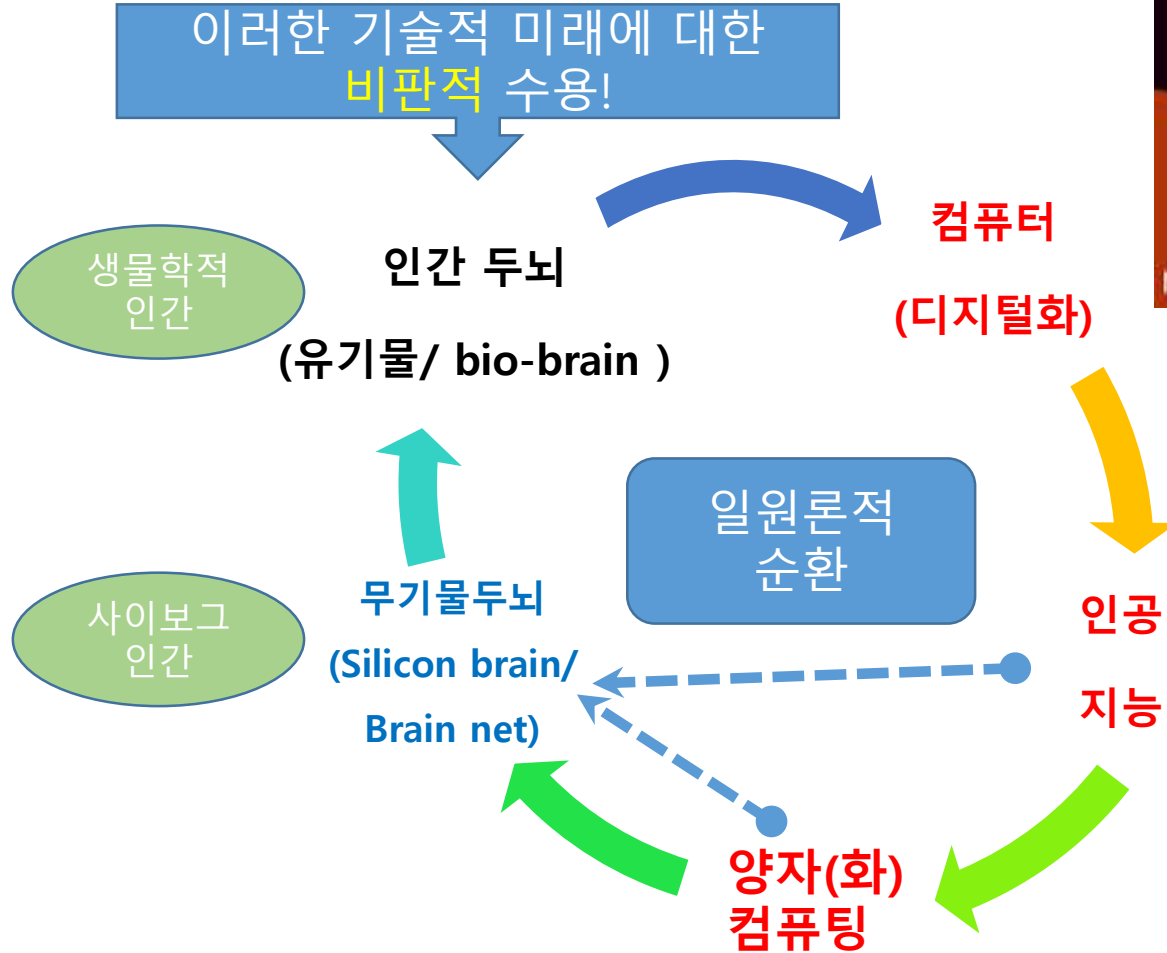 이러한 기술적 미래에 대한
비판적 수용!
생물학적
인간
인간 두뇌
(유기물/ bio-brain )
컴퓨터
(디지털화)
일원론적
순환
사이보그
인간
무기물두뇌
(Silicon brain/
Brain net)
인공
지능
양자(화)
컴퓨팅